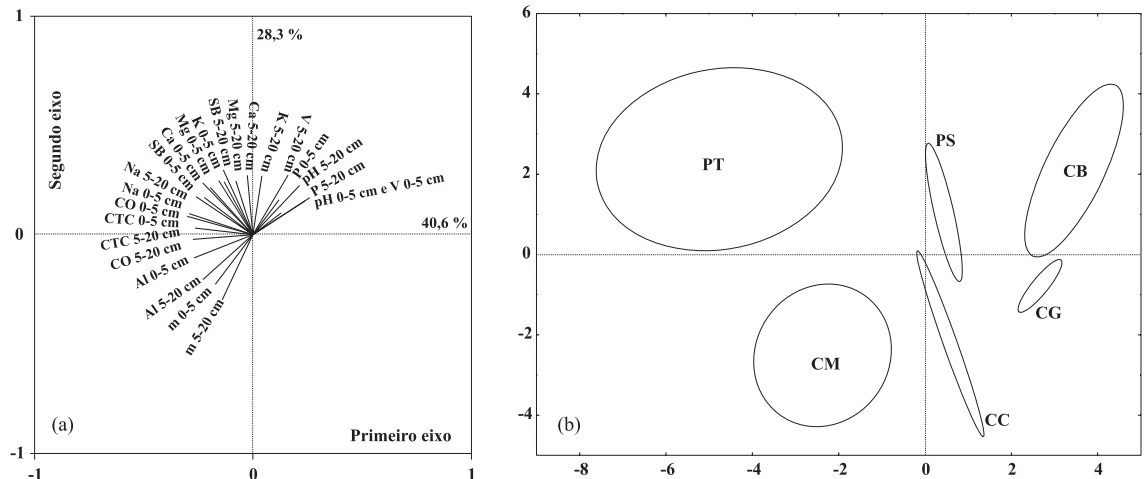 1
28,3 %
Segundo eixo
m 5-20 cm
m 0-5 cm
Al 5-20 cm
Al 0-5 cm
CO 5-20 cm
CTC 5-20 cm
CTC 0-5 cm
CO 0-5 cm
Na 0-5 cm
Na 5-20 cm
SB 0-5 cm
Ca 0-5 cm
Mg 0-5 cm
K 0-5 cm
SB 5-20 cm
Mg 5-20 cm
Ca 5-20 cm
K 5-20 cm
V 5-20 cm
P 0-5 cm
pH 5-20 cm
P 5-20 cm
pH 0-5 cm e V 0-5 cm
40,6 %
0
(a)
Primeiro eixo
-1
-1
0
1
6
4
2
0
-2
-4
PT
PS
CB
CG
CM
CC
(b)
-8
-6
-4
-2
0
2
4